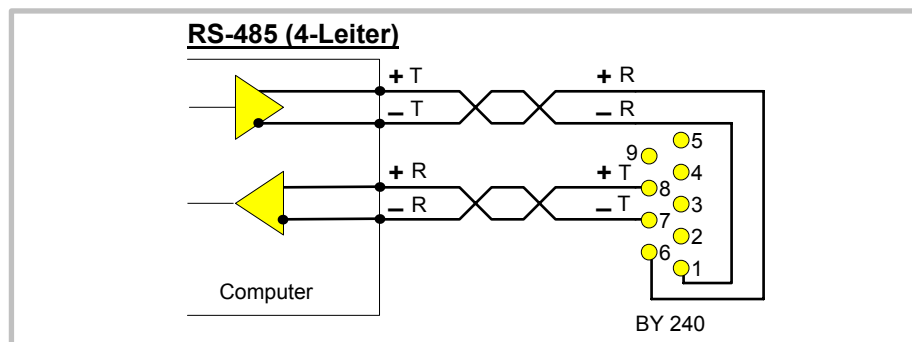 RS-485 (4-Leiter)
+ T + R
– T – R
5
9
4
+ R + T
8
3
– R – T
7
2
6
1
Computer
BY 240